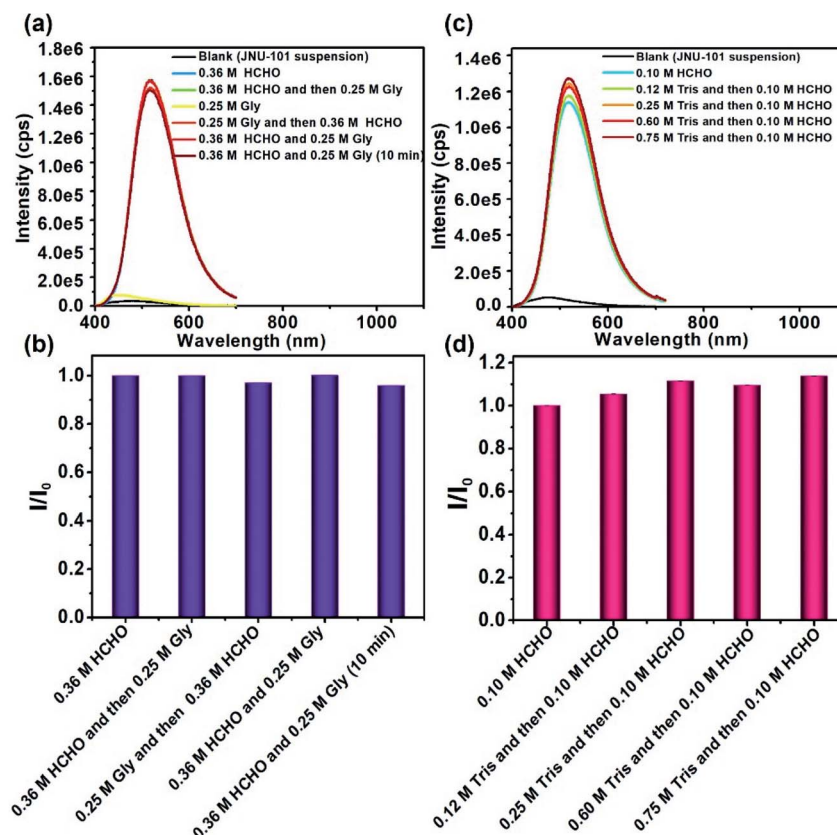 (a)
Intensity (cps)
1.8e6
1.6e6
1.4e6
1.2e6
1.0e6
8.0e5
6.0e5
4.0e5
2.0e5
0.0
Blank (JNU-101 suspension)
0.36 M HCHO
0.36 M HCHO and then 0.25 M Gly
0.25 M Gly
0.25 M Gly and then 0.36 M HCHO
0.36 M HCHO and 0.25 M Gly
0.36 M HCHO and 0.25 M Gly (10 min)
400 600 800 1000
Wavelength (nm)
(c)
Intensity (cps)
1.4e6
1.2e6
1.0e6
8.0e5
6.0e5
4.0e5
2.0e5
0.0
Blank (JNU-101 suspension)
0.10 M HCHO
0.12 M Tris and then 0.10 M HCHO
0.25 M Tris and then 0.10 M HCHO
0.60 M Tris and then 0.10 M HCHO
0.75 M Tris and then 0.10 M HCHO
400 600 800 1000
Wavelength (nm)
(b)
I/I0
1.0
0.8
0.6
0.4
0.2
0.0
0.36 M HCHO
0.36 M HCHO and then 0.25 M Gly
0.25 M Gly and then 0.36 M HCHO
0.36 M HCHO and 0.25 M Gly
0.36 M HCHO and 0.25 M Gly (10 min)
(d)
I/I0
1.2
1.0
0.8
0.6
0.4
0.2
0.0
0.10 M HCHO
0.12 M Tris and then 0.10 M HCHO
0.25 M Tris and then 0.10 M HCHO
0.60 M Tris and then 0.10 M HCHO
0.75 M Tris and then 0.10 M HCHO